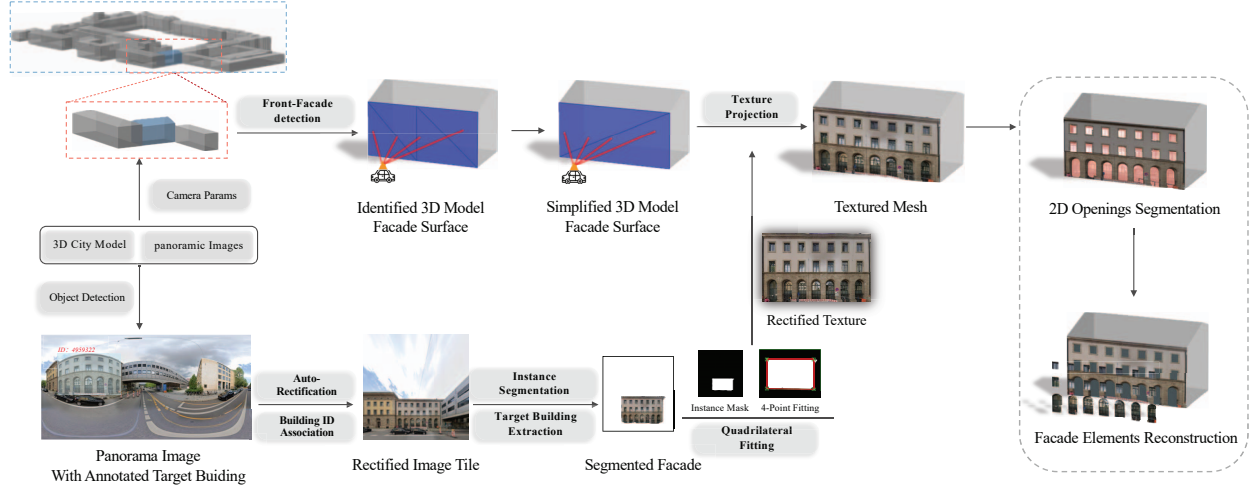 Front-Facade
detection
Texture
Projection
Camera Params
Identified 3D Model
Facade Surface
Simplified 3D Model
Facade Surface
Textured Mesh
2D Openings Segmentation
3D City Model
panoramic Images
Object Detection
Rectified Texture
ID: 4959322
Auto-
Rectification
Building ID
Association
Instance
Segmentation
Target Building
Extraction
Instance Mask
4-Point Fitting
Quadrilateral
Fitting
Facade Elements Reconstruction
Panorama Image
With Annotated Target Buiding
Rectified Image Tile
Segmented Facade